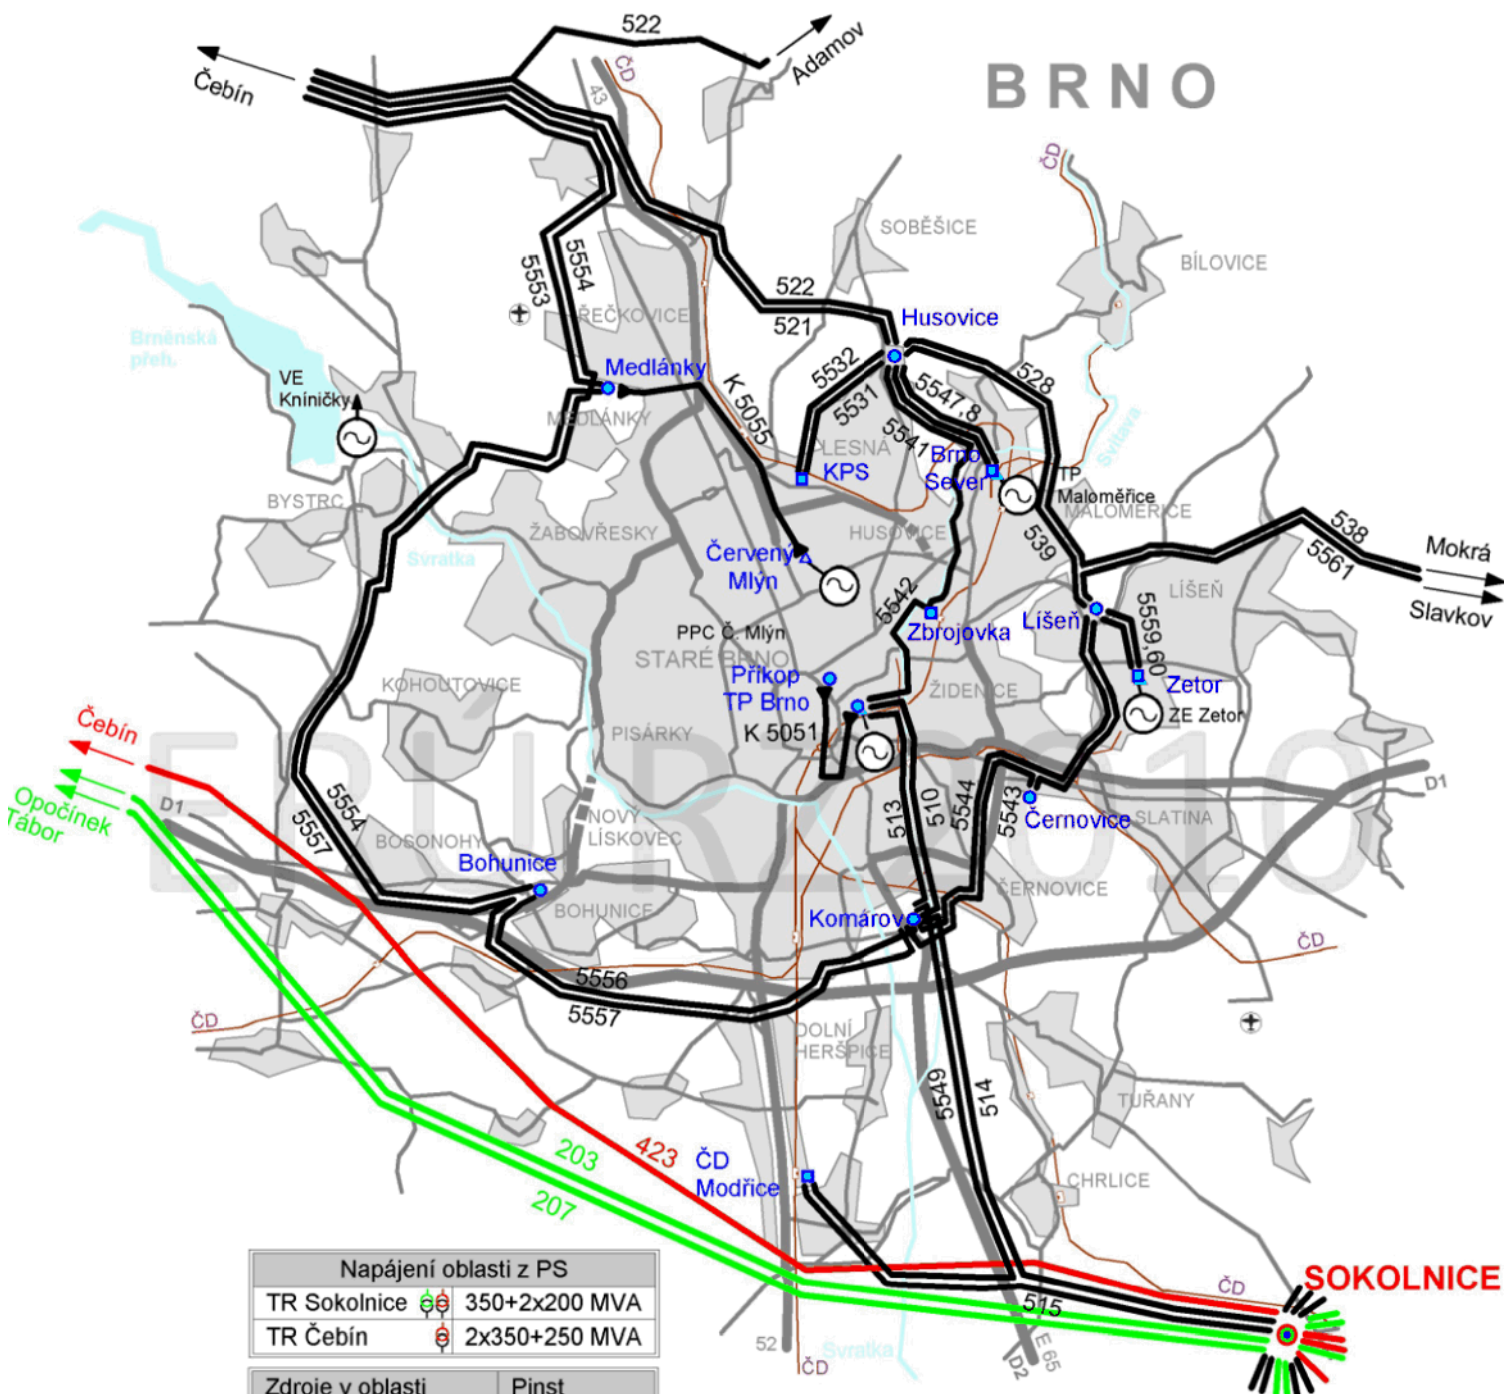 522
Adamov
BRNO
Čebín
ČD
43
ČD
SOBĚŠICE
BÍLOVICE
5554
5553
522
521
Husovice
ŘEČKOVICE
Brněnská
přeh.
Medlánky
VE
Kníničky
MEDLÁNKY
K 5055
5532
5531
528
5547,8
5541
Svitava
LESNÁ
KPS
Brno
Sever
TP
Maloměřice
MALOMĚŘICE
BYSTRC
ŽABOVŘESKY
HUSOVICE
539
538
5561
Mokrá
Slavkov
Svratka
Červený
Mlýn
5542
Zbrojovka
Líšeň
LÍŠEŇ
5559,60
PPC Č. Mlýn
STARÉ BRNO
Příkop
TP Brno
ŽIDENICE
Zetor
ZE Zetor
KOHOUTOVICE
PISÁRKY
K 5051
Čebín
EPÚ RZ 2010
Opočínek
Tábor
D1
D1
5554
5557
513
510
5544
5543
Černovice
SLATINA
NOVÝ
LÍSKOVEC
BOSONOHY
Bohunice
BOHUNICE
ČERNOVICE
Komárov
ČD
5556
5557
ČD
DOLNÍ
HERŠPICE
5549
514
TUŘANY
203
423
207
ČD
Modřice
CHRLICE
Napájení oblasti z PS
TR Sokolnice 350+2x200 MVA
TR Čebín 2x350+250 MVA
SOKOLNICE
ČD
515
52
ČD
Svratka
D2
E 65
Zdroje v oblasti Pinst